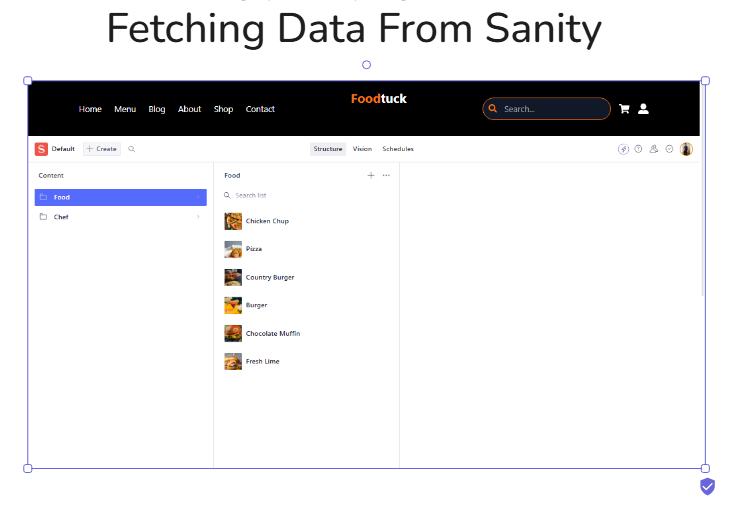 Fetching Data From Sanity
Home Menu Blog About Shop Contact
Foodtuck
Search...
S Default + Create
Structure Vision Schedules
Content
Food
Chef
Food
Search list
Chicken Chup
Pizza
Country Burger
Burger
Chocolate Muffin
Fresh Lime